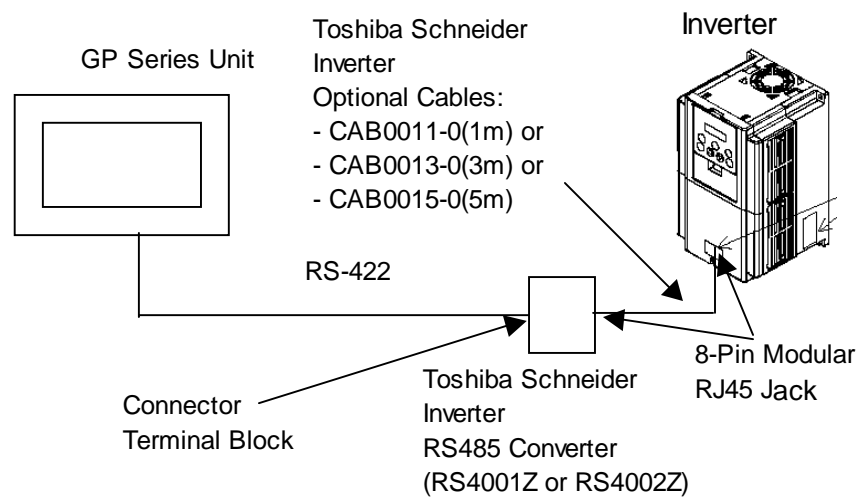 GP Series Unit
Toshiba Schneider
Inverter
Optional Cables:
- CAB0011-0(1m) or
- CAB0013-0(3m) or
- CAB0015-0(5m)
Inverter
RS-422
8-Pin Modular
RJ45 Jack
Connector
Terminal Block
Toshiba Schneider
Inverter
RS485 Converter
(RS4001Z or RS4002Z)